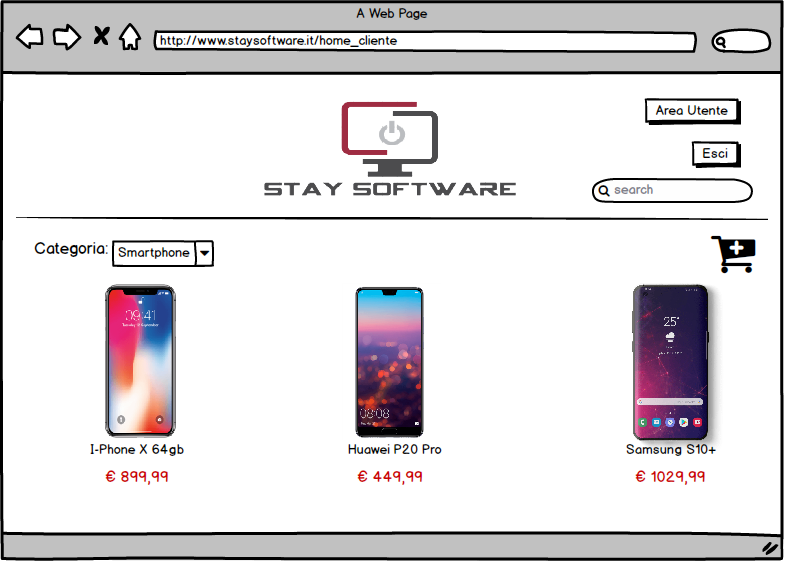 A Web Page
http://www.staysoftware.it/home_cliente
Area Utente
Esci
STAY SOFTWARE
search
Categoria: Smartphone
09:41
25°
08:08
I-Phone X 64gb
Huawei P20 Pro
Samsung S10+
€ 899,99
€ 449,99
€ 1029,99